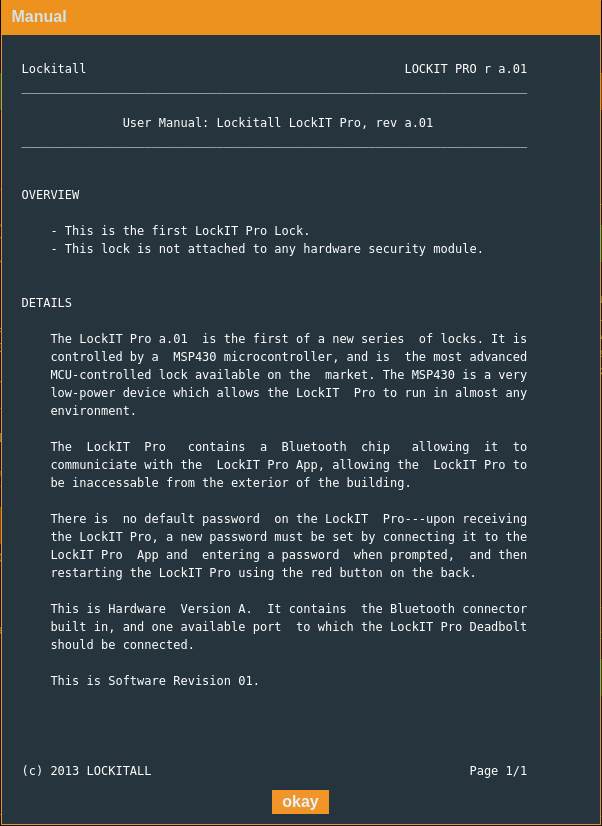 Manual
Lockitall LOCKIT PRO r a.01
User Manual: Lockitall LockIT Pro, rev a.01
OVERVIEW
- This is the first LockIT Pro Lock.
- This lock is not attached to any hardware security module.
DETAILS
The LockIT Pro a.01 is the first of a new series of locks. It is
controlled by a MSP430 microcontroller, and is the most advanced
MCU-controlled lock available on the market. The MSP430 is a very
low-power device which allows the LockIT Pro to run in almost any
environment.
The LockIT Pro contains a Bluetooth chip allowing it to
communiciate with the LockIT Pro App, allowing the LockIT Pro to
be inaccessable from the exterior of the building.
There is no default password on the LockIT Pro---upon receiving
the LockIT Pro, a new password must be set by connecting it to the
LockIT Pro App and entering a password when prompted, and then
restarting the LockIT Pro using the red button on the back.
This is Hardware Version A. It contains the Bluetooth connector
built in, and one available port to which the LockIT Pro Deadbolt
should be connected.
This is Software Revision 01.
(c) 2013 LOCKITALL Page 1/1
okay